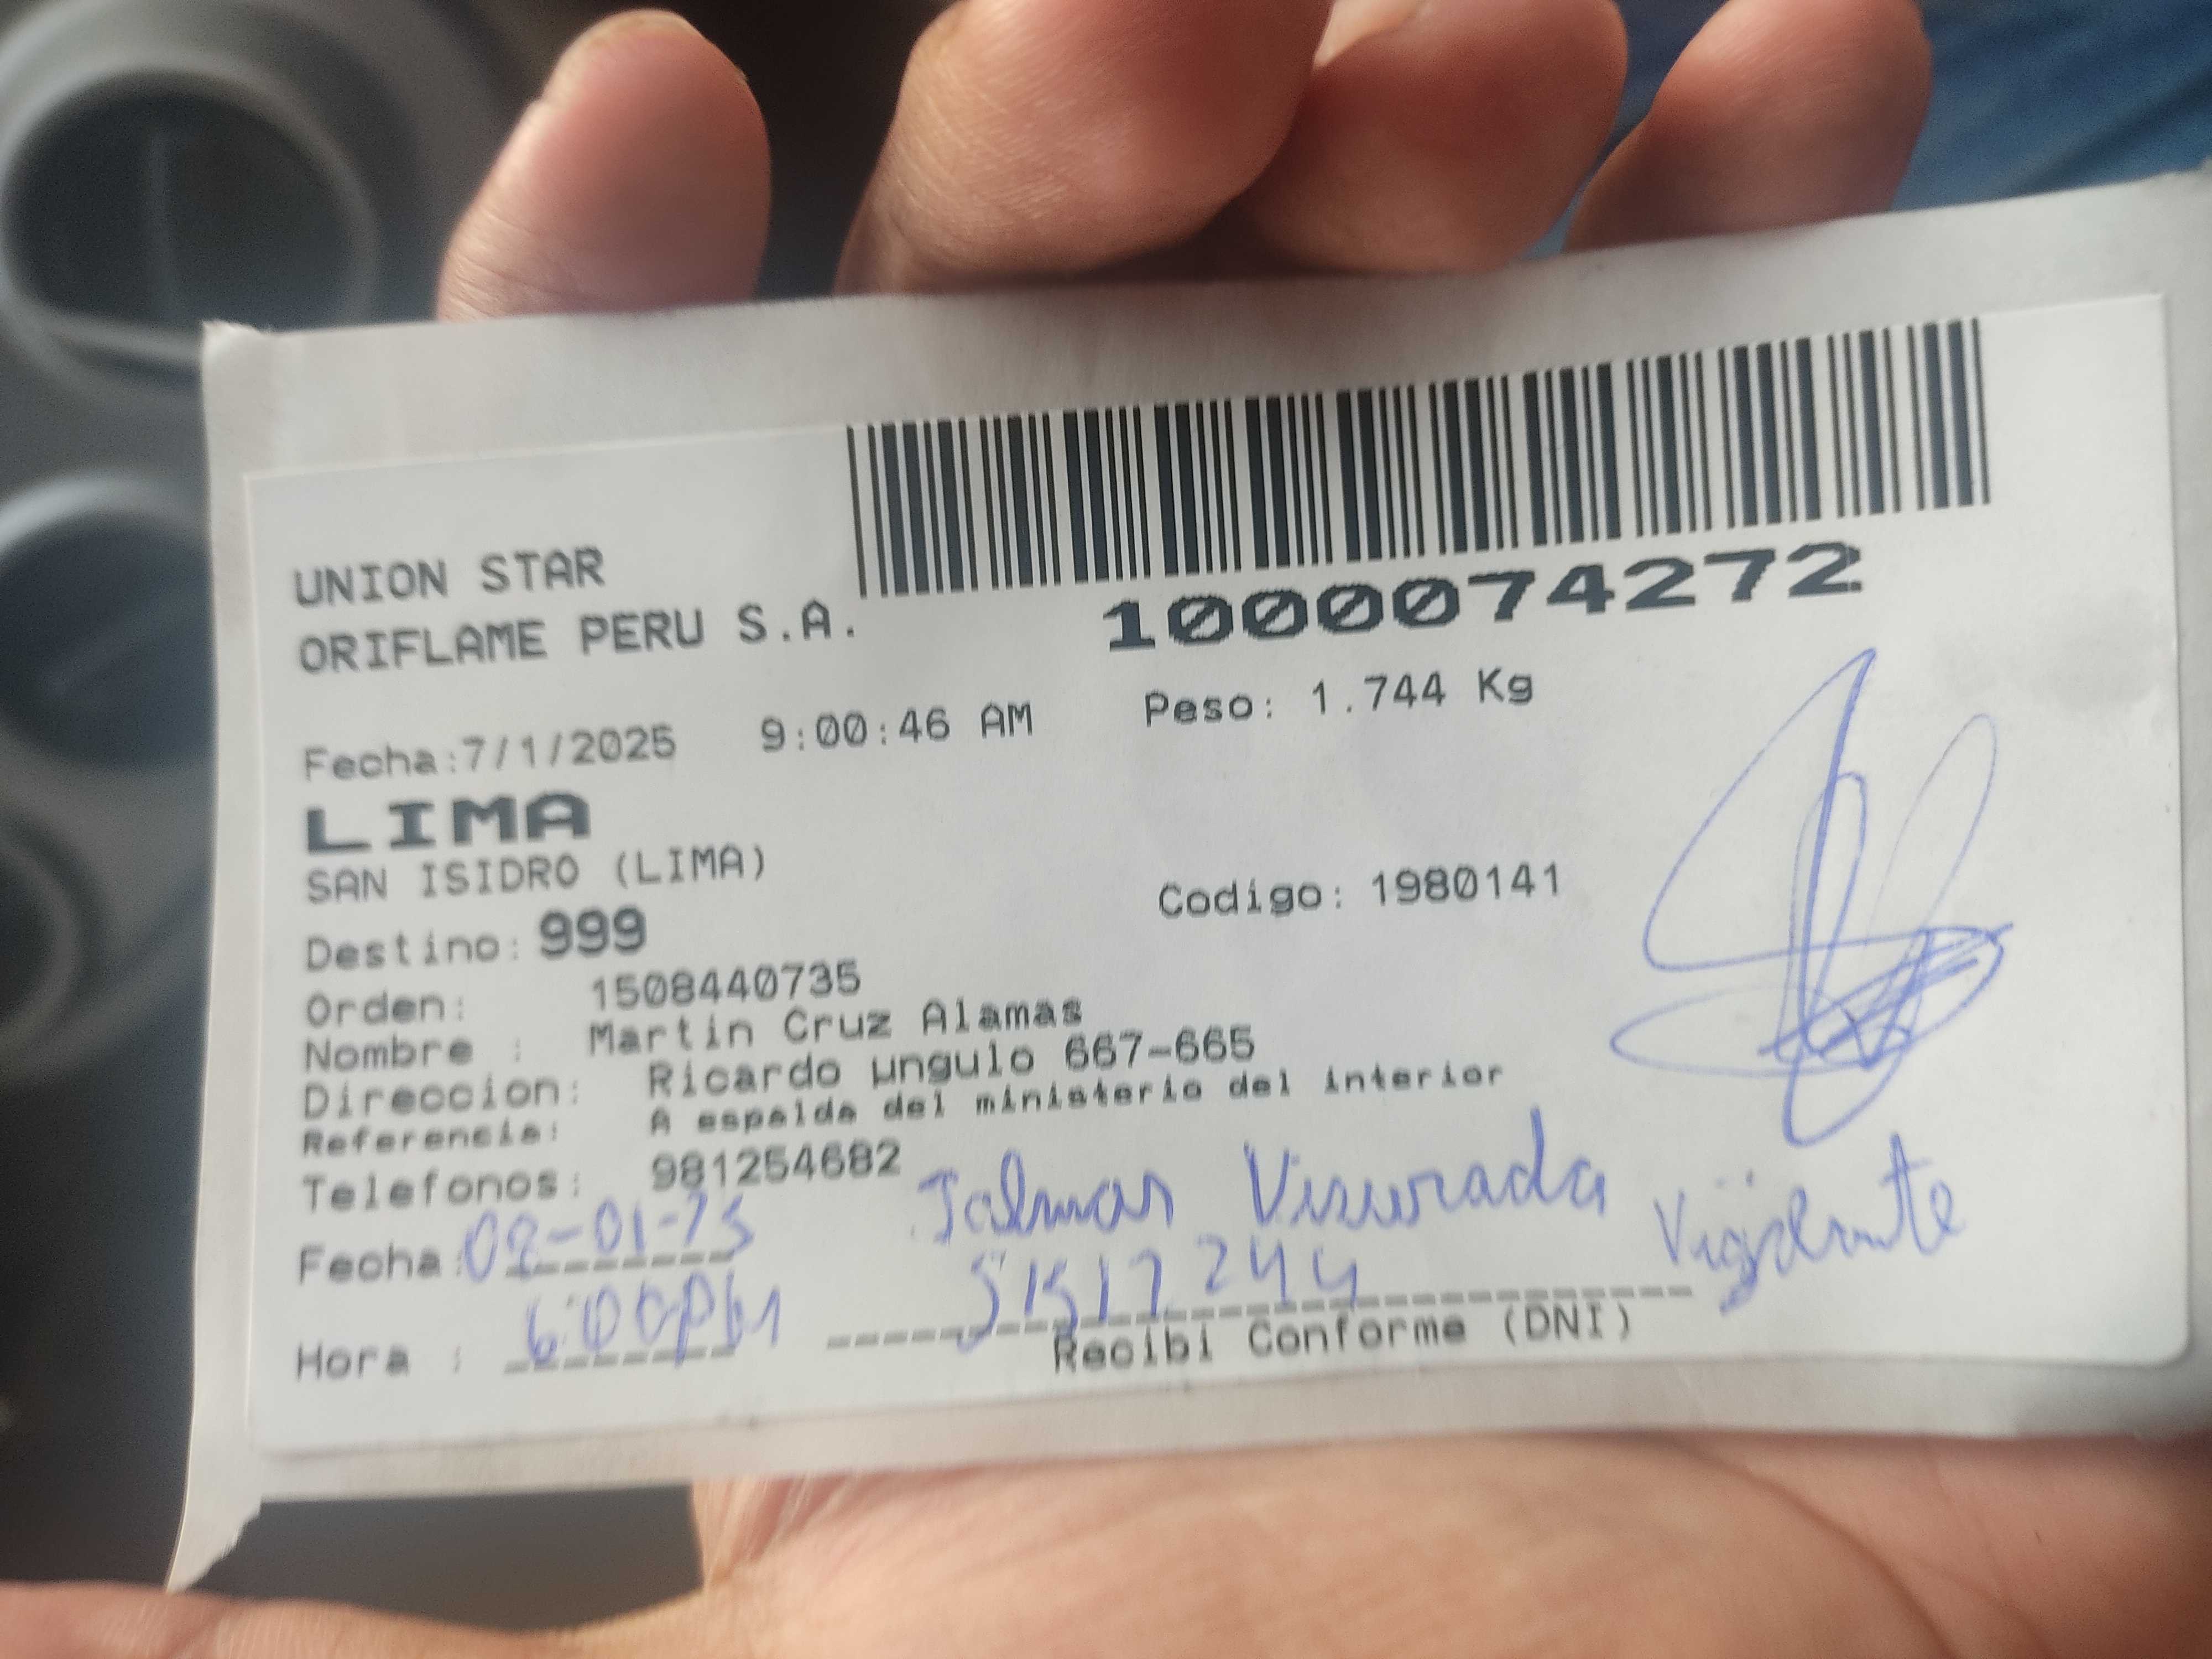 UNION STAR
ORIFLAME PERU S.A.
1000074272
Fecha:7/1/2025 9:00:46 AM Peso: 1.744 Kg
LIMA
SAN ISIDRO (LIMA)
Codigo: 1980141
Destino: 999
Orden: 1508440735
Nombre : Martin Cruz Alamas
Direccion: Ricardo µngulo 667-665
Referencia: A espalda del ministerio del interior
Telefonos: 981254682
Vigilante
Fecha:
Hora :
Recibi Conforme (DNI)